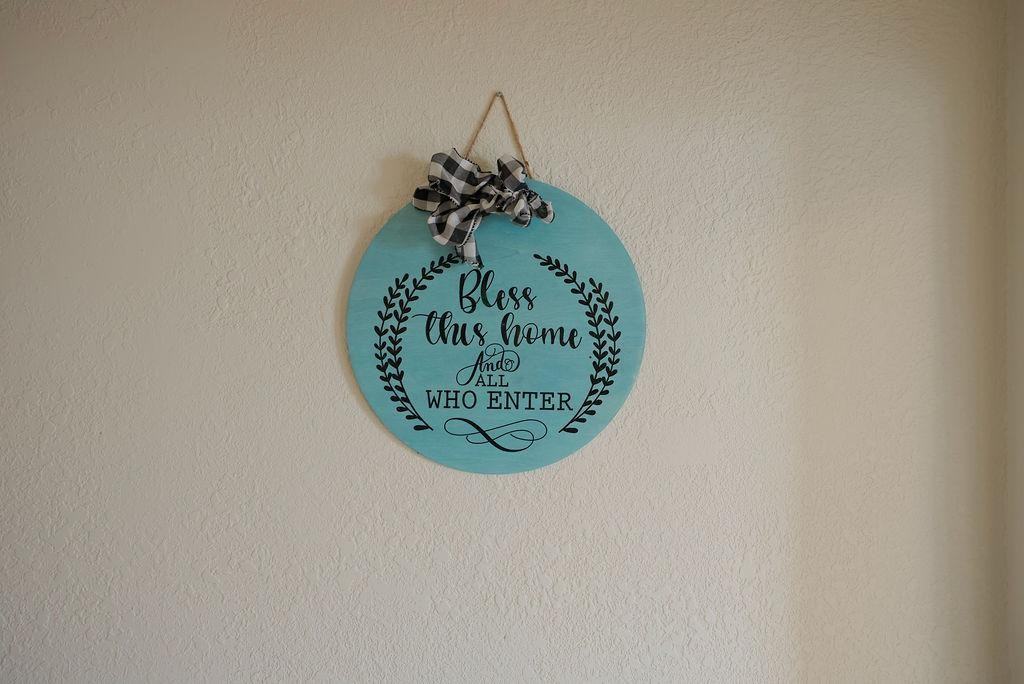 Bless
this home
And
ALL
WHO ENTER